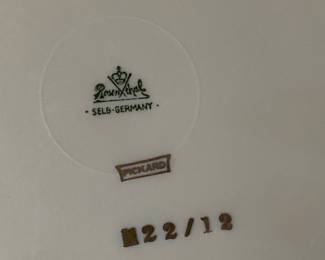 Rosenthal
- SELB-GERMANY -
PICKARD
22/12